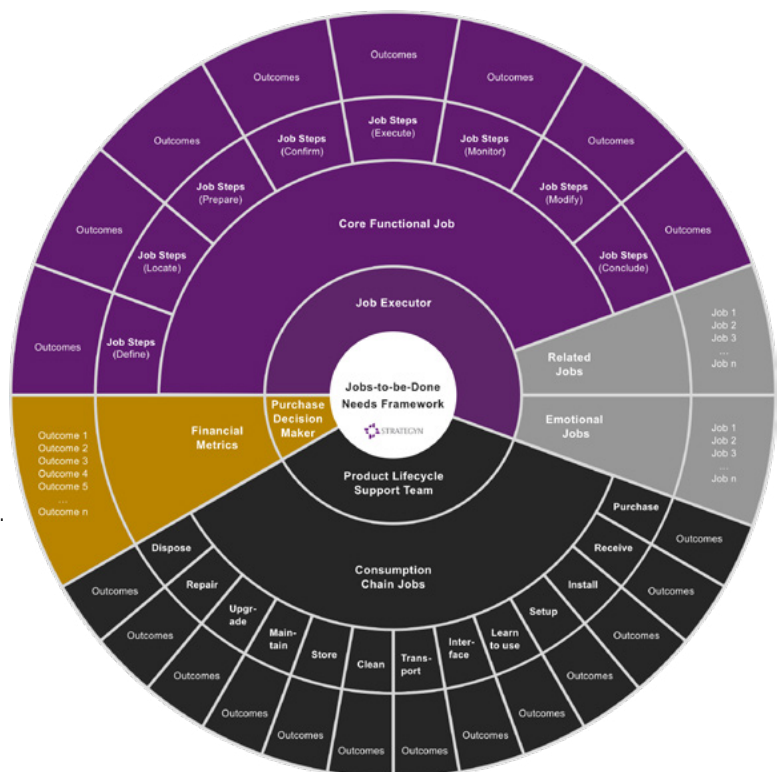 Outcomes
Outcomes
Outcomes
Outcomes
Outcomes
Outcomes
Outcomes
Outcomes
Outcomes
Job Steps
(Define)
Job Steps
(Locate)
Job Steps
(Prepare)
Job Steps
(Confirm)
Job Steps
(Execute)
Job Steps
(Monitor)
Job Steps
(Modify)
Job Steps
(Conclude)
Core Functional Job
Job Executor
Jobs-to-be-Done
Needs Framework
STRATEGYN
Related
Jobs
Job 1
Job 2
Job 3
...
Job n
Emotional
Jobs
Job 1
Job 2
Job 3
...
Job n
Purchase
Decision
Maker
Financial
Metrics
Outcome 1
Outcome 2
Outcome 3
Outcome 4
Outcome 5
...
Outcome n
.
Product Lifecycle
Support Team
Consumption
Chain Jobs
Purchase
Receive
Install
Setup
Learn
to use
Inter-
face
Trans-
port
Clean
Store
Main-
tain
Upgr-
ade
Repair
Dispose
Outcomes
Outcomes
Outcomes
Outcomes
Outcomes
Outcomes
Outcomes
Outcomes
Outcomes
Outcomes
Outcomes
Outcomes
Outcomes